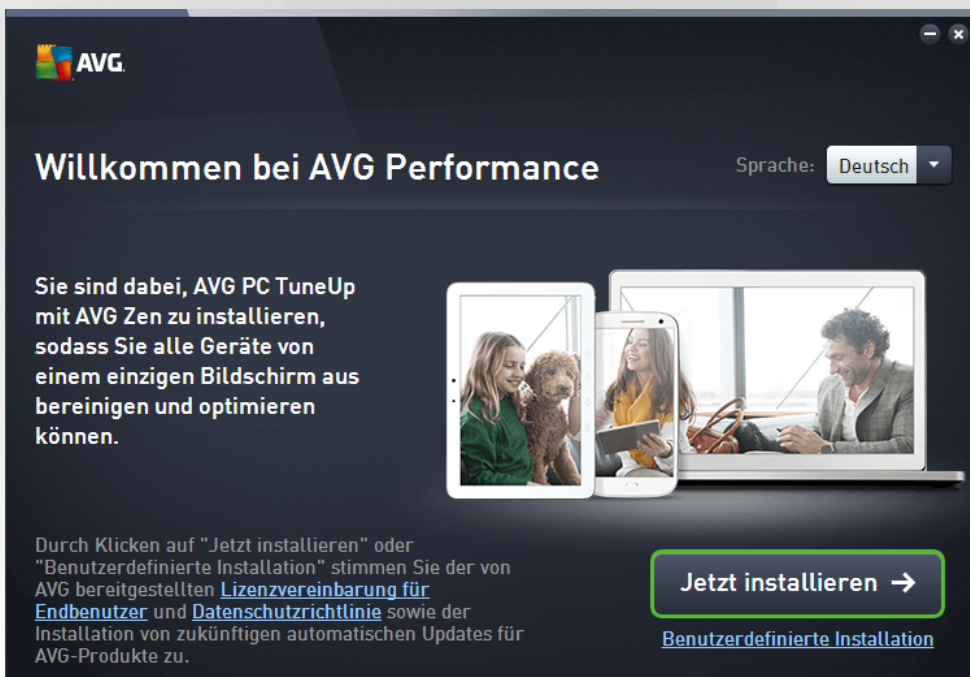 AVG
Willkommen bei AVG Performance
Sprache: Deutsch
Sie sind dabei, AVG PC TuneUp
mit AVG Zen zu installieren,
sodass Sie alle Geräte von
einem einzigen Bildschirm aus
bereinigen und optimieren
können.
Durch Klicken auf "Jetzt installieren" oder
"Benutzerdefinierte Installation" stimmen Sie der von
AVG bereitgestellten Lizenzvereinbarung für
Endbenutzer und Datenschutzrichtlinie sowie der
Installation von zukünftigen automatischen Updates für
AVG-Produkte zu.
Jetzt installieren →
Benutzerdefinierte Installation